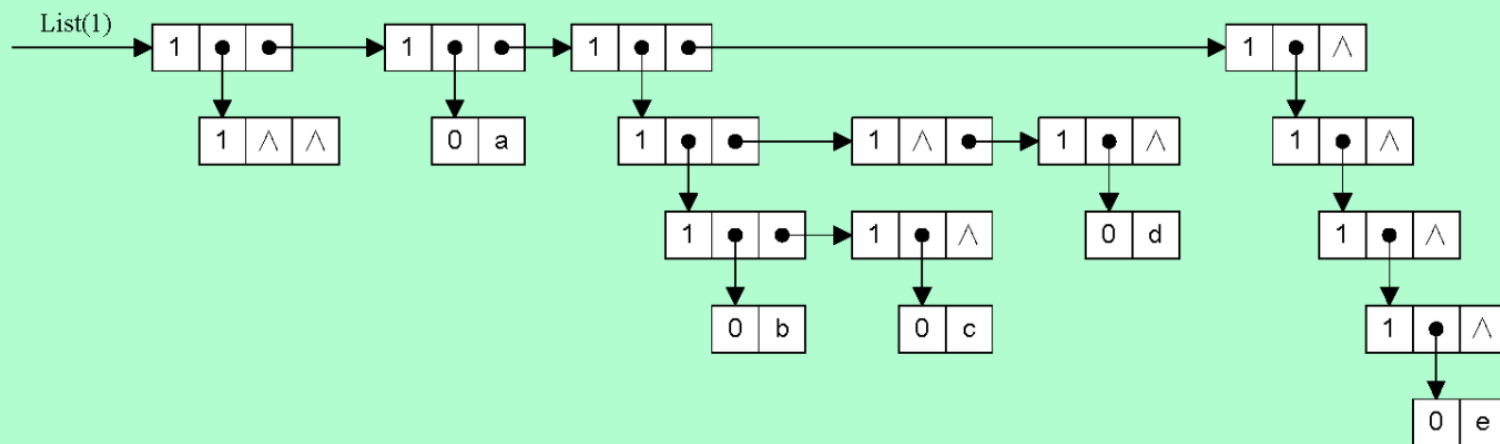 List(1)
1 1 1 1 ∧
1 ∧ ∧ 0 a 1 1 ∧ 1 ∧ 1 ∧
1 1 ∧ 0 d 1 ∧
0 b 0 c 1 ∧
0 e